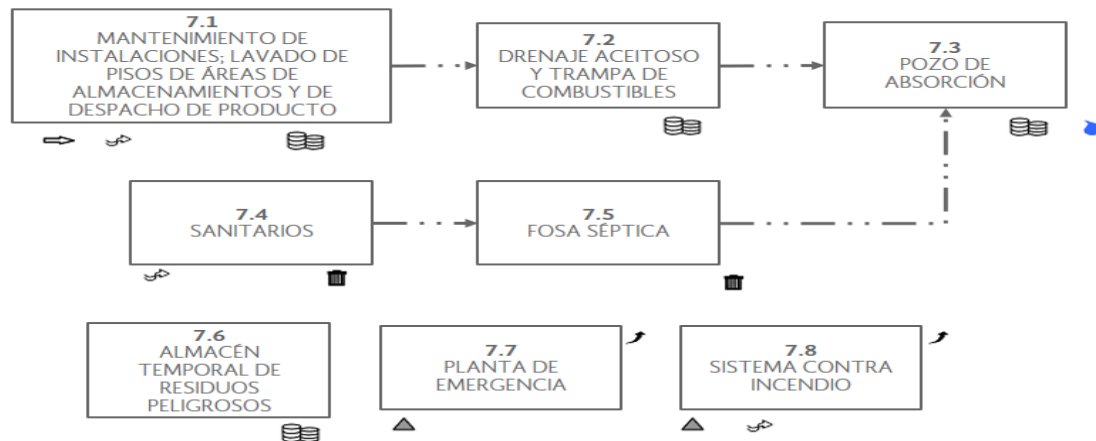 7.1
MANTENIMIENTO DE
INSTALACIONES; LAVADO DE
PISOS DE ÁREAS DE
ALMACENAMIENTOS Y DE
DESPACHO DE PRODUCTO
7.2
DRENAJE ACEITOSO
Y TRAMPA DE
COMBUSTIBLES
7.3
POZO DE
ABSORCIÓN
7.4
SANITARIOS
7.5
FOSA SÉPTICA
7.6
ALMACÉN
TEMPORAL DE
RESIDUOS
PELIGROSOS
7.7
PLANTA DE
EMERGENCIA
7.8
SISTEMA CONTRA
INCENDIO